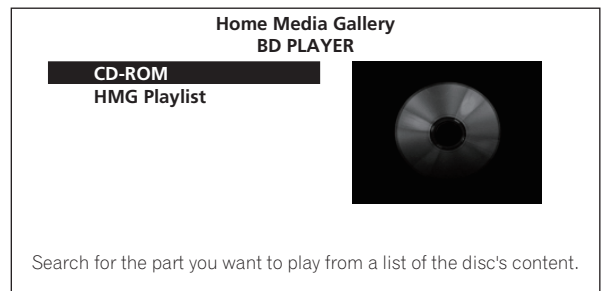 Home Media Gallery
BD PLAYER
CD-ROM
HMG Playlist
Search for the part you want to play from a list of the disc's content.